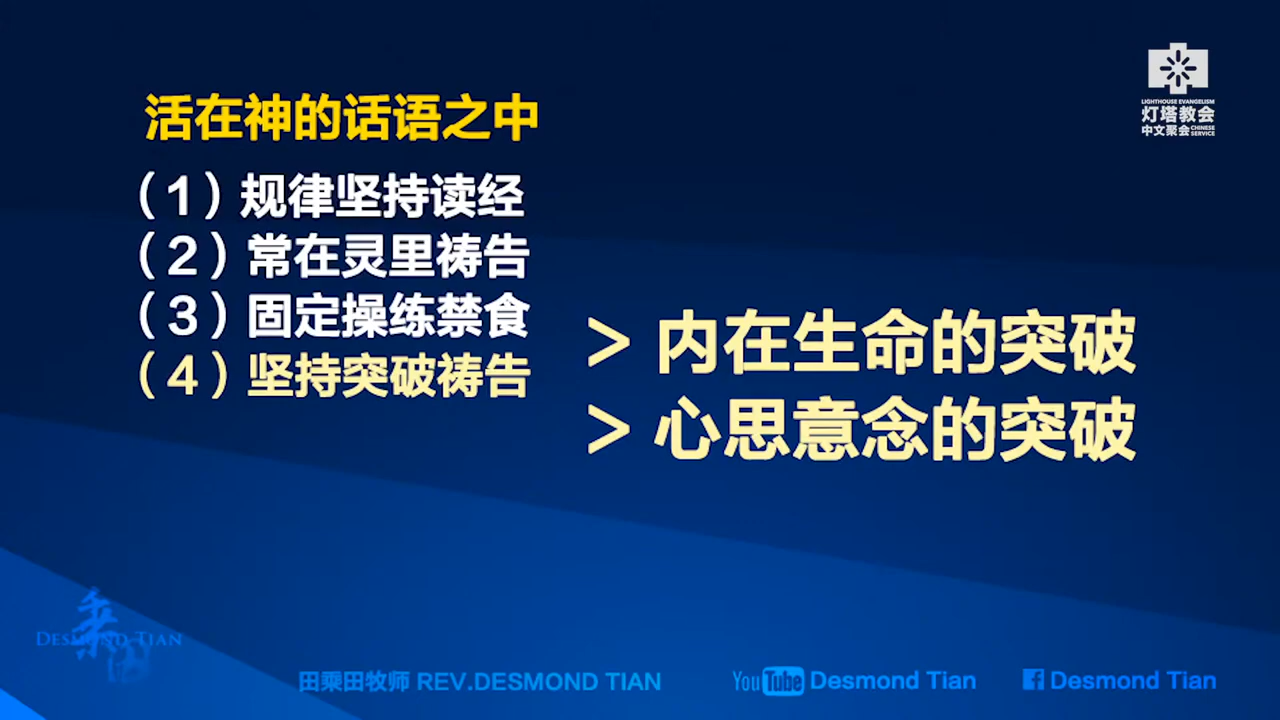 LIGHTHOUSE EVANGELISM
灯塔教会
中文聚会 CHINESE SERVICE
活在神的话语之中
（1）规律坚持读经
（2）常在灵里祷告
（3）固定操练禁食
（4）坚持突破祷告
> 内在生命的突破
> 心思意念的突破
DESMOND TIAN
田乘田牧师 REV.DESMOND TIAN
YouTube Desmond Tian
f Desmond Tian